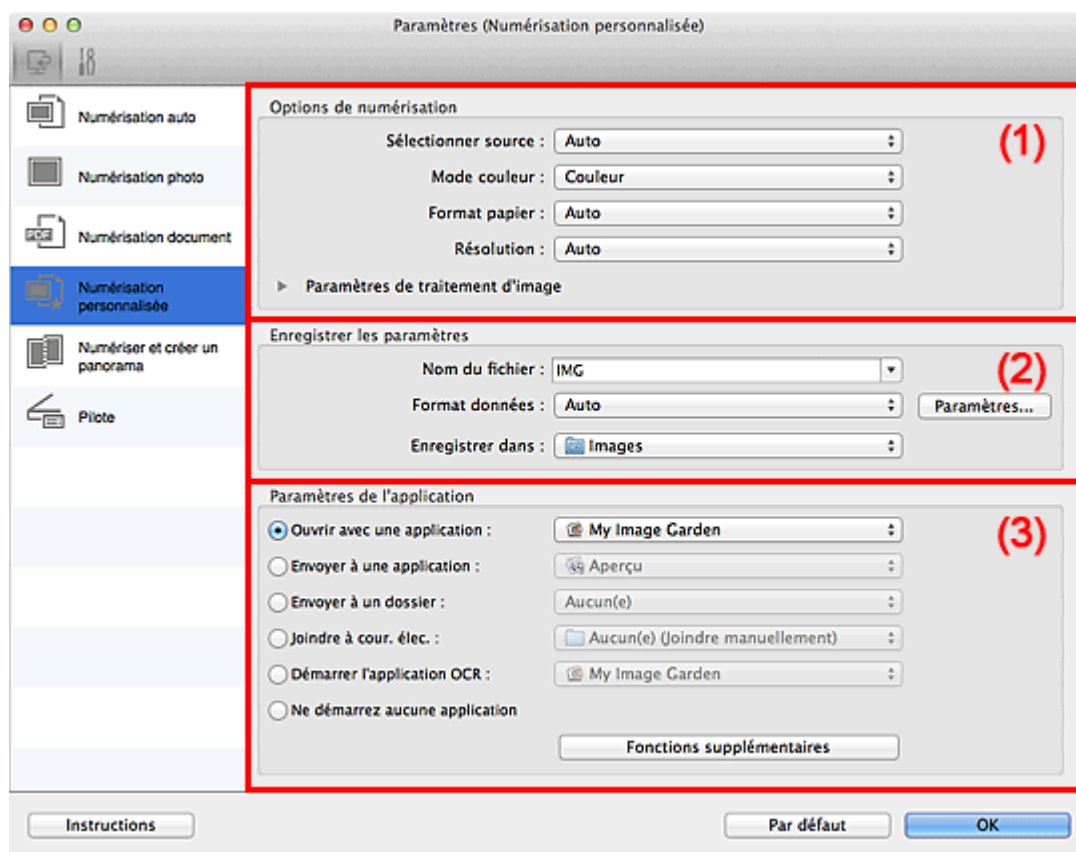 Paramètres (Numérisation personnalisée)
Numérisation auto
Numérisation photo
Numérisation document
Numérisation
personnalisée
Numériser et créer un
panorama
Pilote
Options de numérisation
(1)
Sélectionner source : Auto
Mode couleur : Couleur
Format papier : Auto
Résolution : Auto
Paramètres de traitement d'image
Enregistrer les paramètres
(2)
Nom du fichier : IMG
Format données : Auto Paramètres...
Enregistrer dans : Images
Paramètres de l'application
(3)
Ouvrir avec une application : My Image Garden
Envoyer à une application : Aperçu
Envoyer à un dossier : Aucun(e)
Joindre à cour. élec. : Aucun(e) (Joindre manuellement)
Démarrer l'application OCR : My Image Garden
Ne démarrez aucune application
Fonctions supplémentaires
Instructions Par défaut OK